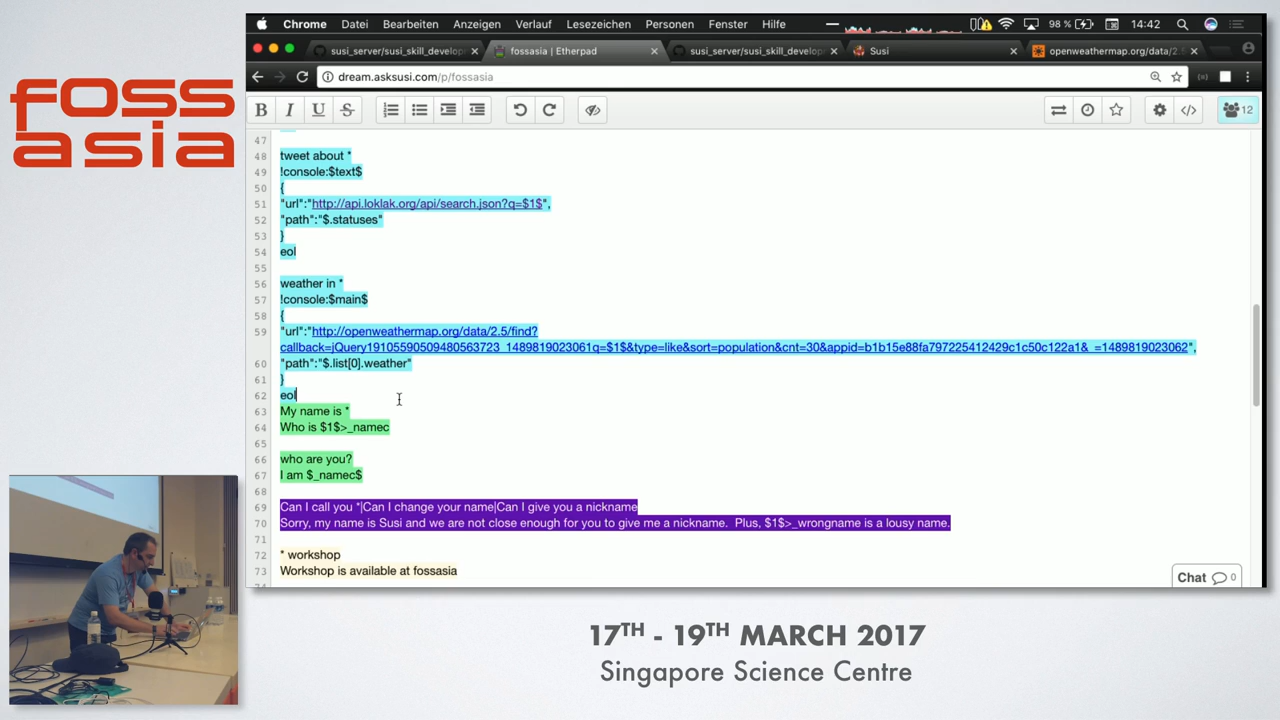 foss
asia
Chrome Datei Bearbeiten Anzeigen Verlauf Lesezeichen Personen Fenster Hilfe 98 % 14:42
susi_server/susi_skill_develop fossasia | Etherpad susi_server/susi_skill_develop Susi openweathermap.org/data/2.5
dream.asksusi.com/p/fossasia
B I U S 12
47
48 tweet about *
49 !console:$text$
50 {
51 "url":"http://api.loklak.org/api/search.json?q=$1$",
52 "path":"$.statuses"
53 }
54 eol
55
56 weather in *
57 !console:$main$
58 {
59 "url":"http://openweathermap.org/data/2.5/find?
callback=jQuery19105590509480563723_1489819023061q=$1$&type=like&sort=population&cnt=30&appid=b1b15e88fa797225412429c1c50c122a1&_=1489819023062",
60 "path":"$.list[0].weather"
61 }
62 eol
63 My name is *
64 Who is $1$>_namec
65
66 who are you?
67 I am $_namec$
68
69 Can I call you *|Can I change your name|Can I give you a nickname
70 Sorry, my name is Susi and we are not close enough for you to give me a nickname. Plus, $1$>_wrongname is a lousy name.
71
72 * workshop
73 Workshop is available at fossasia
Chat 0
17TH - 19TH MARCH 2017
Singapore Science Centre